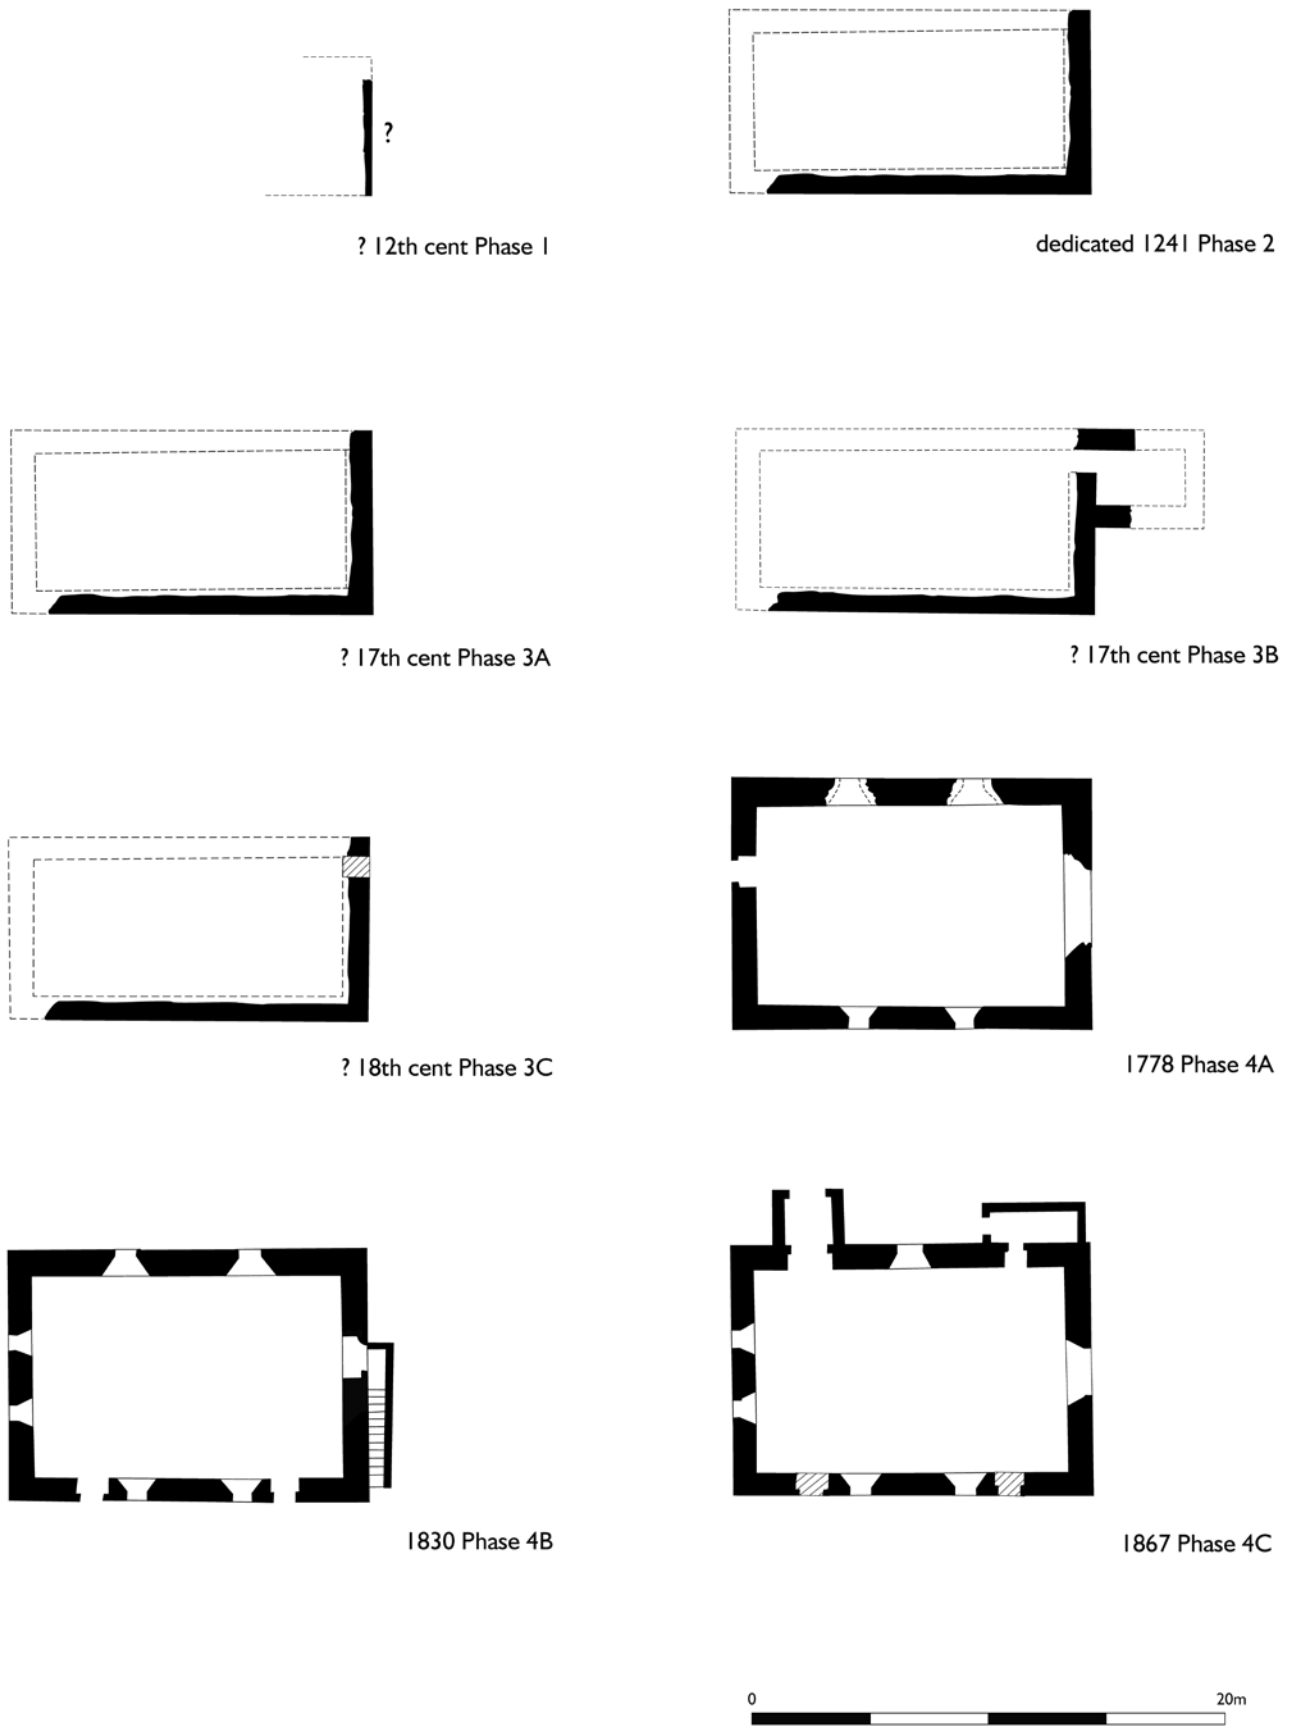 ?
? 12th cent Phase 1
dedicated 1241 Phase 2
? 17th cent Phase 3A
? 17th cent Phase 3B
? 18th cent Phase 3C
1778 Phase 4A
1830 Phase 4B
1867 Phase 4C
0 20m